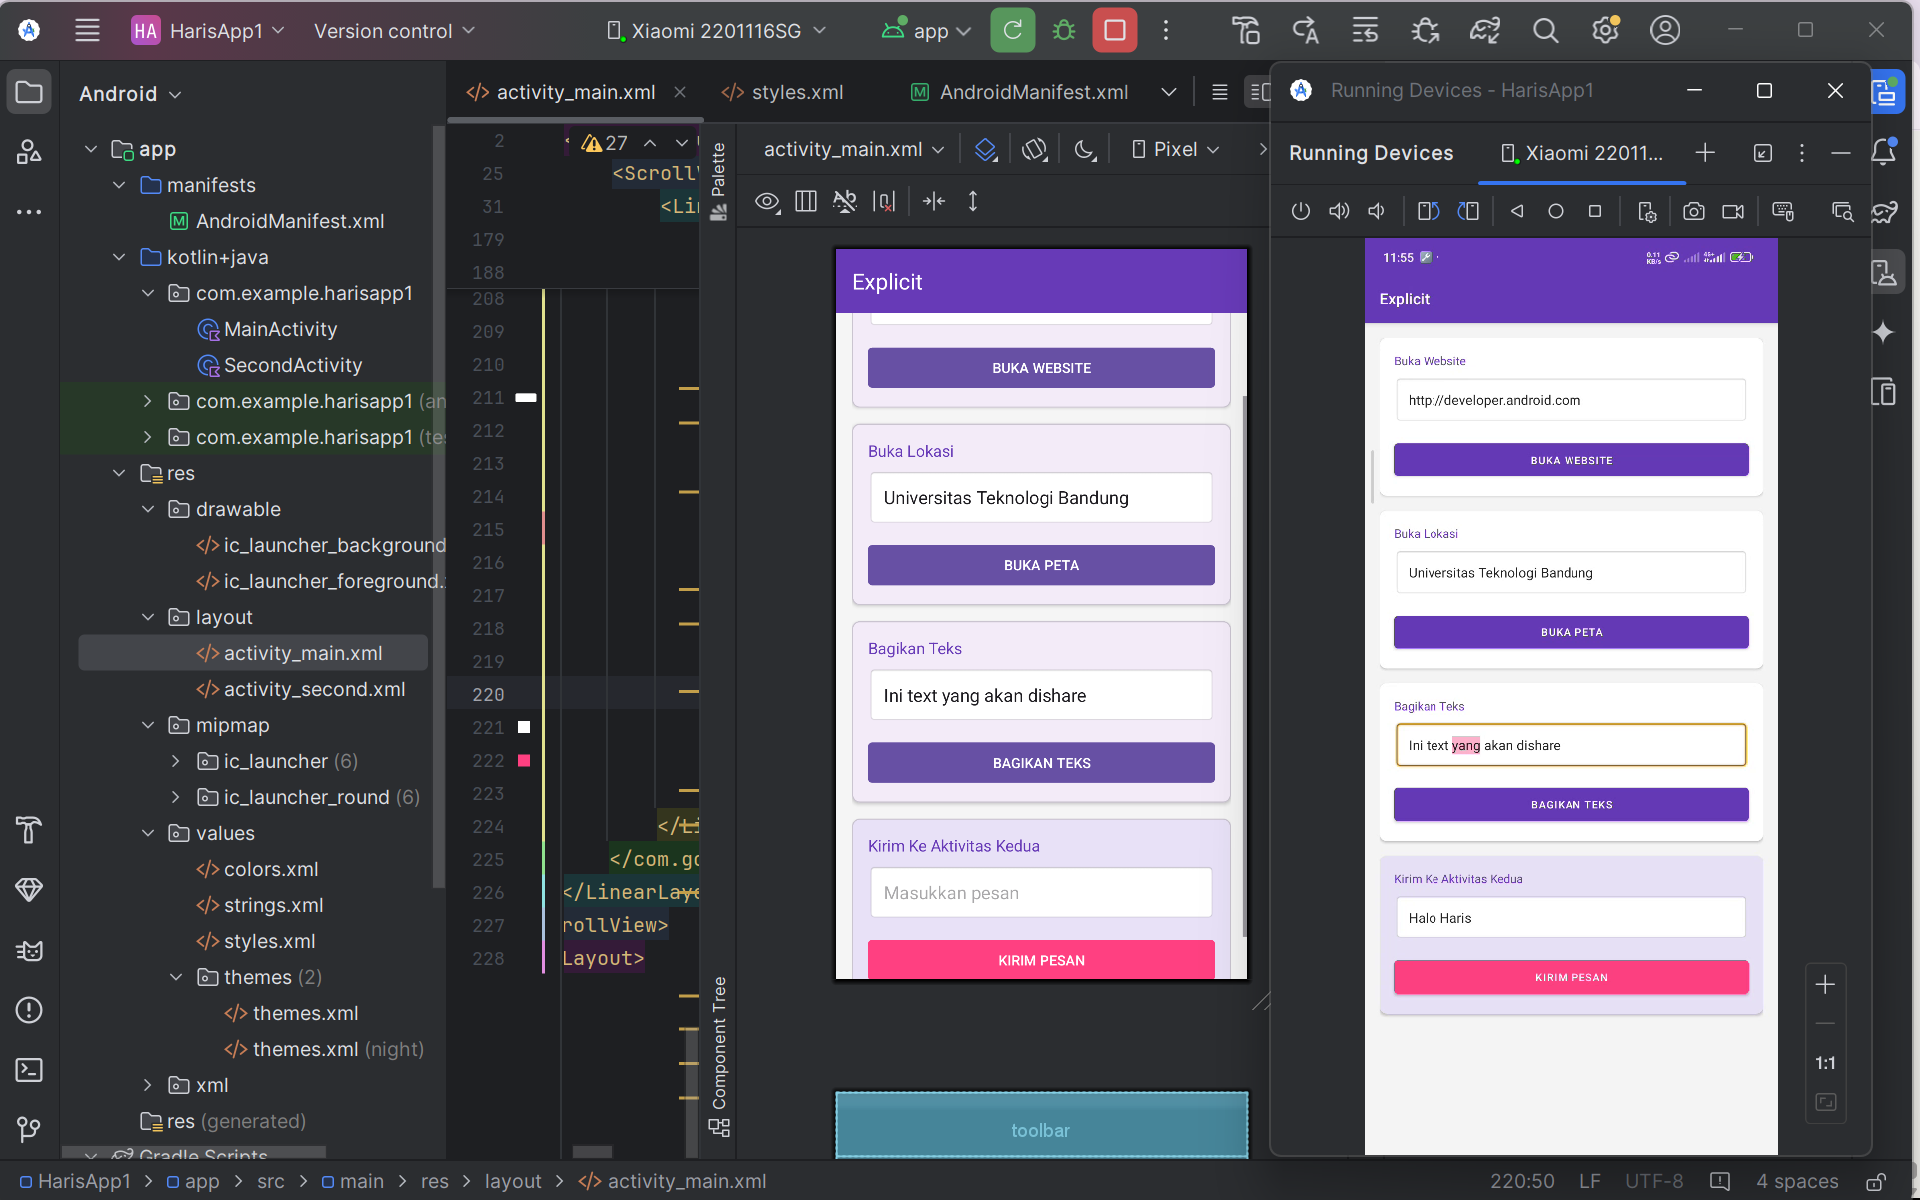 HA HarisApp1 Version control Xiaomi 2201116SG app
Android
app
manifests
AndroidManifest.xml
kotlin+java
com.example.harisapp1
MainActivity
SecondActivity
com.example.harisapp1 (an
com.example.harisapp1 (te
res
drawable
ic_launcher_background
ic_launcher_foreground.
layout
activity_main.xml
activity_second.xml
mipmap
ic_launcher (6)
ic_launcher_round (6)
values
colors.xml
strings.xml
styles.xml
themes (2)
themes.xml
themes.xml (night)
xml
res (generated)
Gradle Scripts
activity_main.xml styles.xml AndroidManifest.xml
27
2
25 <Scroll
31 <Lin
179
188
208
209
210
211
212
213
214
215
216
217
218
219
220
221
222
223
224 </Li
225 </com.go
226 </LinearLayo
227 rollView>
228 Layout>
Palette
Component Tree
activity_main.xml Pixel
Explicit
BUKA WEBSITE
Buka Lokasi
Universitas Teknologi Bandung
BUKA PETA
Bagikan Teks
Ini text yang akan dishare
BAGIKAN TEKS
Kirim Ke Aktivitas Kedua
Masukkan pesan
KIRIM PESAN
toolbar
Running Devices - HarisApp1
Running Devices Xiaomi 22011...
11:55 0.11 KB/s 4G+
Explicit
Buka Website
http://developer.android.com
BUKA WEBSITE
Buka Lokasi
Universitas Teknologi Bandung
BUKA PETA
Bagikan Teks
Ini text yang akan dishare
BAGIKAN TEKS
Kirim Ke Aktivitas Kedua
Halo Haris
KIRIM PESAN
1:1
HarisApp1 > app > src > main > res > layout > activity_main.xml 220:50 LF UTF-8 4 spaces